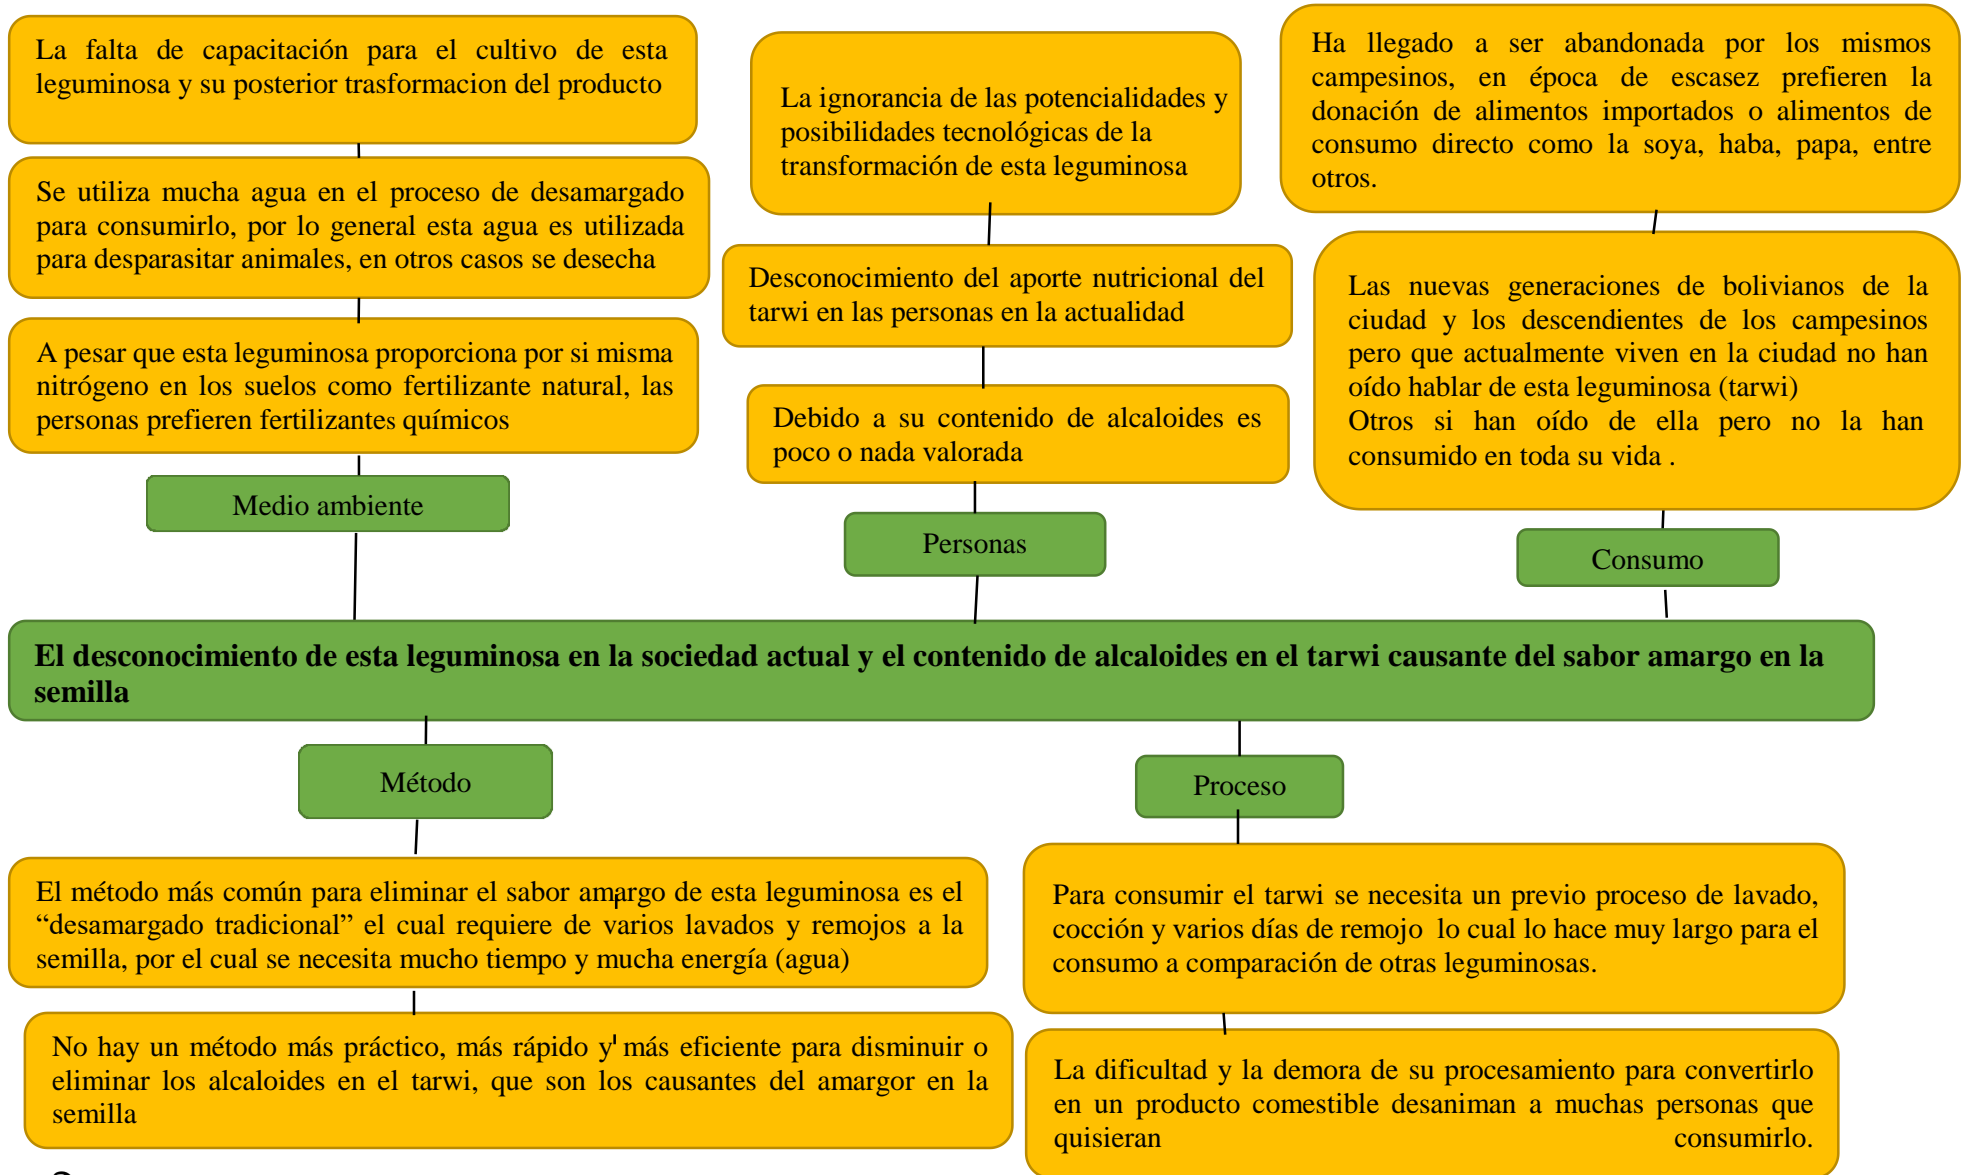 La falta de capacitación para el cultivo de esta
leguminosa y su posterior trasformacion del producto
Se utiliza mucha agua en el proceso de desamargado
para consumirlo, por lo general esta agua es utilizada
para desparasitar animales, en otros casos se desecha
A pesar que esta leguminosa proporciona por si misma
nitrógeno en los suelos como fertilizante natural, las
personas prefieren fertilizantes químicos
Medio ambiente
La ignorancia de las potencialidades y
posibilidades tecnológicas de la
transformación de esta leguminosa
Desconocimiento del aporte nutricional del
tarwi en las personas en la actualidad
Debido a su contenido de alcaloides es
poco o nada valorada
Personas
Ha llegado a ser abandonada por los mismos
campesinos, en época de escasez prefieren la
donación de alimentos importados o alimentos de
consumo directo como la soya, haba, papa, entre
otros.
Las nuevas generaciones de bolivianos de la
ciudad y los descendientes de los campesinos
pero que actualmente viven en la ciudad no han
oído hablar de esta leguminosa (tarwi)
Otros si han oído de ella pero no la han
consumido en toda su vida .
Consumo
El desconocimiento de esta leguminosa en la sociedad actual y el contenido de alcaloides en el tarwi causante del sabor amargo en la
semilla
Método
El método más común para eliminar el sabor amargo de esta leguminosa es el
“desamargado tradicional” el cual requiere de varios lavados y remojos a la
semilla, por el cual se necesita mucho tiempo y mucha energía (agua)
No hay un método más práctico, más rápido y más eficiente para disminuir o
eliminar los alcaloides en el tarwi, que son los causantes del amargor en la
semilla
Proceso
Para consumir el tarwi se necesita un previo proceso de lavado,
cocción y varios días de remojo lo cual lo hace muy largo para el
consumo a comparación de otras leguminosas.
La dificultad y la demora de su procesamiento para convertirlo
en un producto comestible desaniman a muchas personas que
quisieran consumirlo.